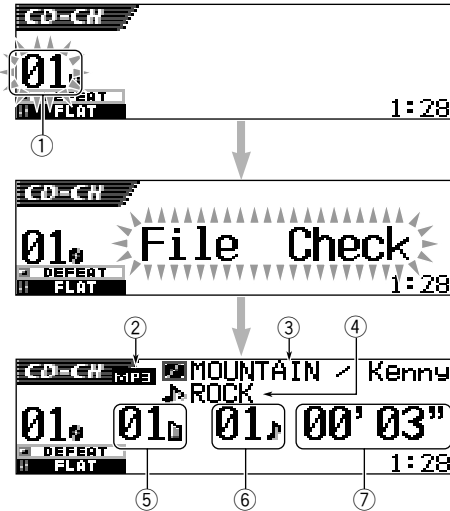 CD-CH
01
DEFEAT
FLAT
1:28
①
CD-CH
File Check
01
DEFEAT
FLAT
1:28
② ③ ④
CD-CH MP3 MOUNTAIN / Kenny
ROCK
01 01 01 00' 03"
DEFEAT
FLAT
1:28
⑤ ⑥ ⑦